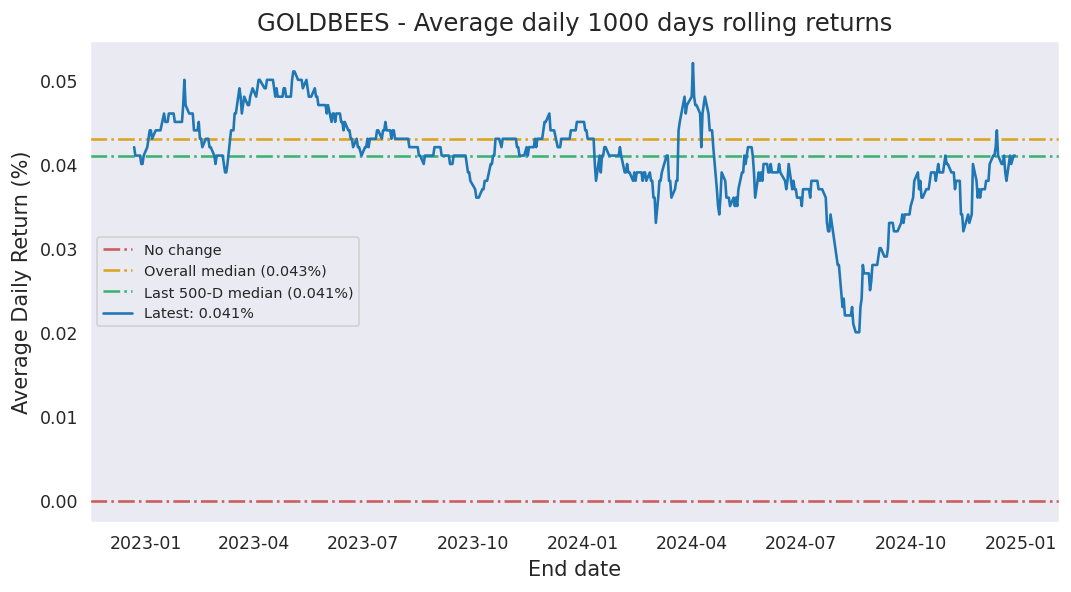 GOLDBEES - Average daily 1000 days rolling returns
Average Daily Return (%)
0.05
0.04
0.03
0.02
0.01
0.00
No change
Overall median (0.043%)
Last 500-D median (0.041%)
Latest: 0.041%
2023-01 2023-04 2023-07 2023-10 2024-01 2024-04 2024-07 2024-10 2025-01
End date